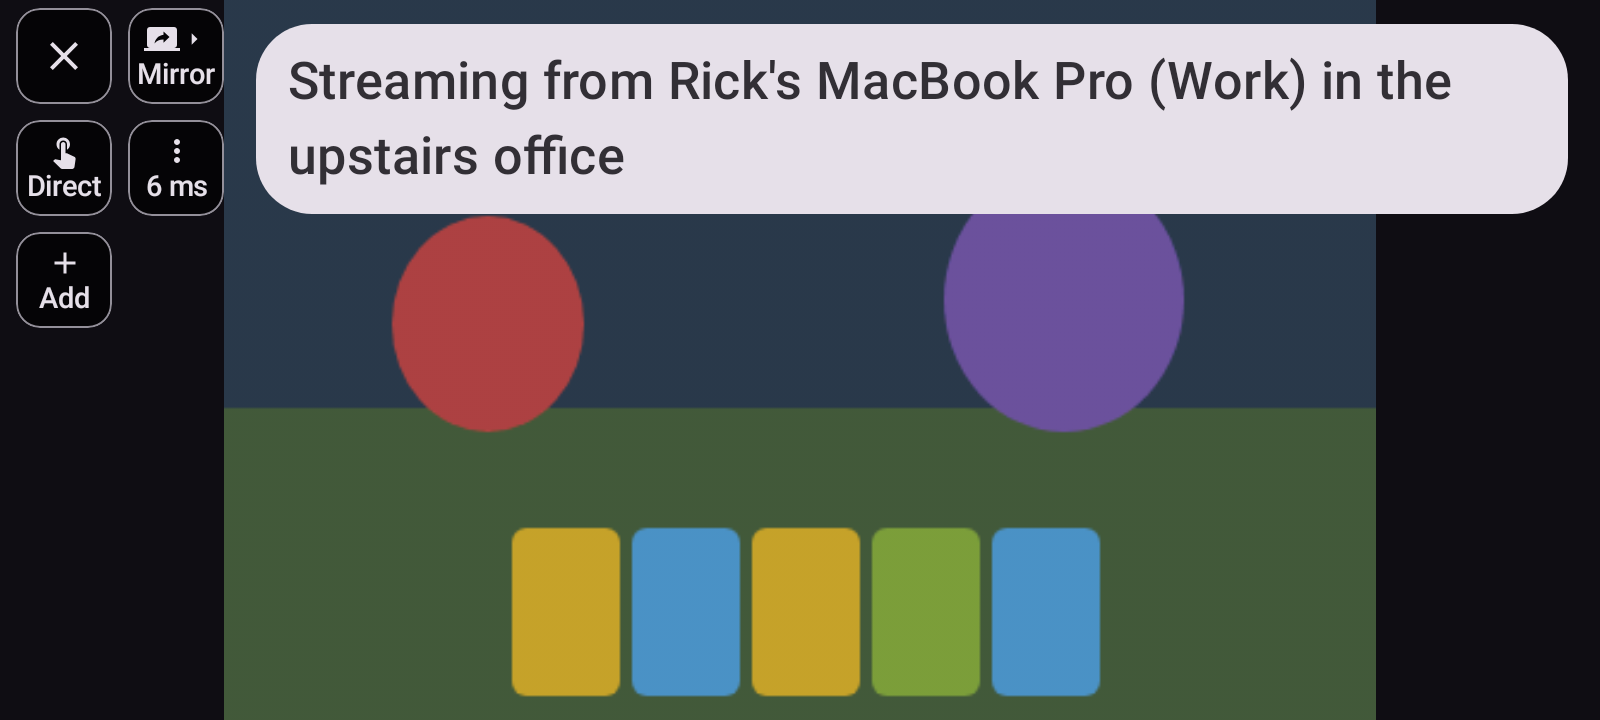 Mirror
Streaming from Rick's MacBook Pro (Work) in the
upstairs office
Direct
6 ms
Add